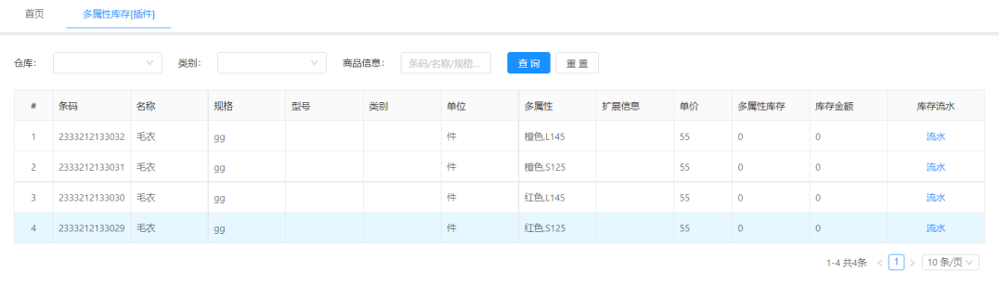 首页 多属性库存[插件]
仓库： 类别： 商品信息： 条码/名称/规格... 查 询 重 置
# 条码 名称 规格 型号 类别 单位 多属性 扩展信息 单价 多属性库存 库存金额 库存流水
1 2333212133032 毛衣 gg 件 橙色,L145 55 0 0 流水
2 2333212133031 毛衣 gg 件 橙色,S125 55 0 0 流水
3 2333212133030 毛衣 gg 件 红色,L145 55 0 0 流水
4 2333212133029 毛衣 gg 件 红色,S125 55 0 0 流水
1-4 共4条 < 1 > 10 条/页